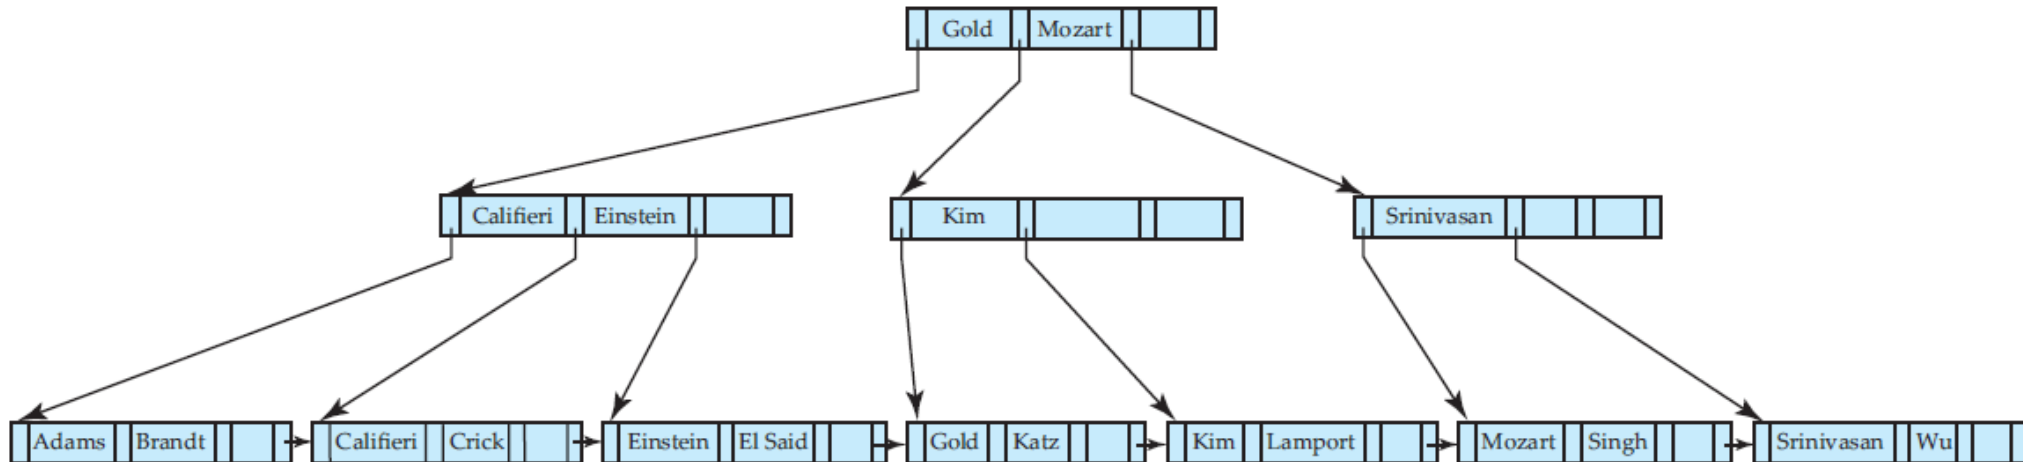 Gold Mozart
Califieri Einstein Kim Srinivasan
Adams Brandt Califieri Crick Einstein El Said Gold Katz Kim Lamport Mozart Singh Srinivasan Wu